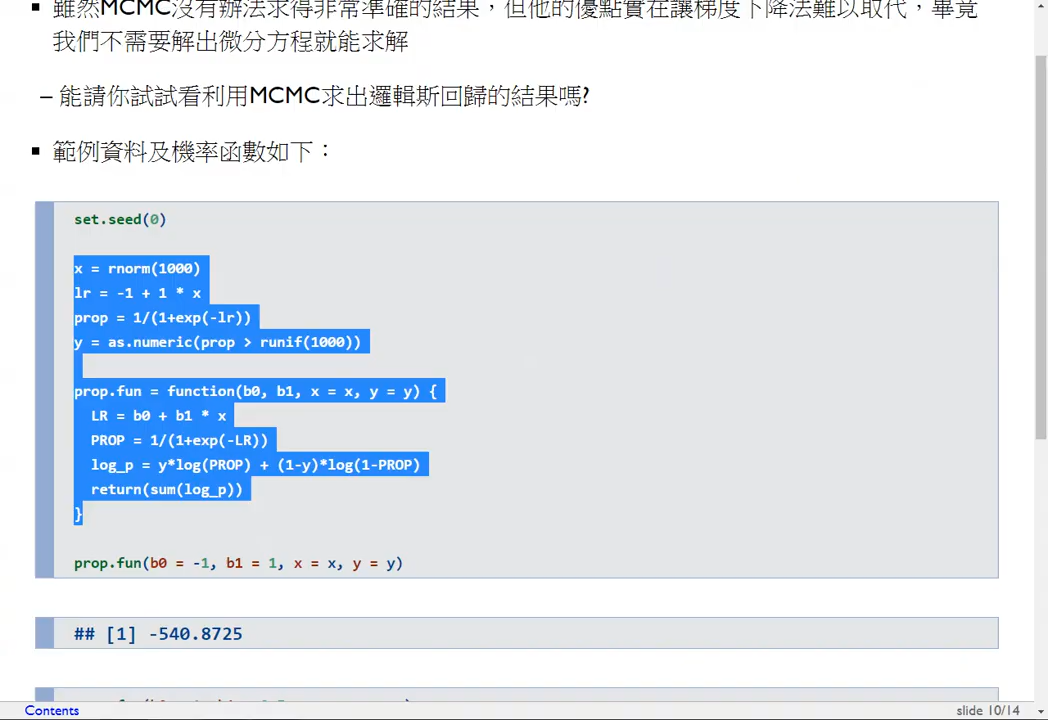 雖然MCMC沒有辦法求得非常準確的結果，但他的優點實在讓梯度下降法難以取代，畢竟
我們不需要解出微分方程就能求解
– 能請你試試看利用MCMC求出邏輯斯回歸的結果嗎?
範例資料及機率函數如下：
set.seed(0)
x = rnorm(1000)
lr = -1 + 1 * x
prop = 1/(1+exp(-lr))
y = as.numeric(prop > runif(1000))
prop.fun = function(b0, b1, x = x, y = y) {
LR = b0 + b1 * x
PROP = 1/(1+exp(-LR))
log_p = y*log(PROP) + (1-y)*log(1-PROP)
return(sum(log_p))
}
prop.fun(b0 = -1, b1 = 1, x = x, y = y)
## [1] -540.8725
Contents
slide 10/14